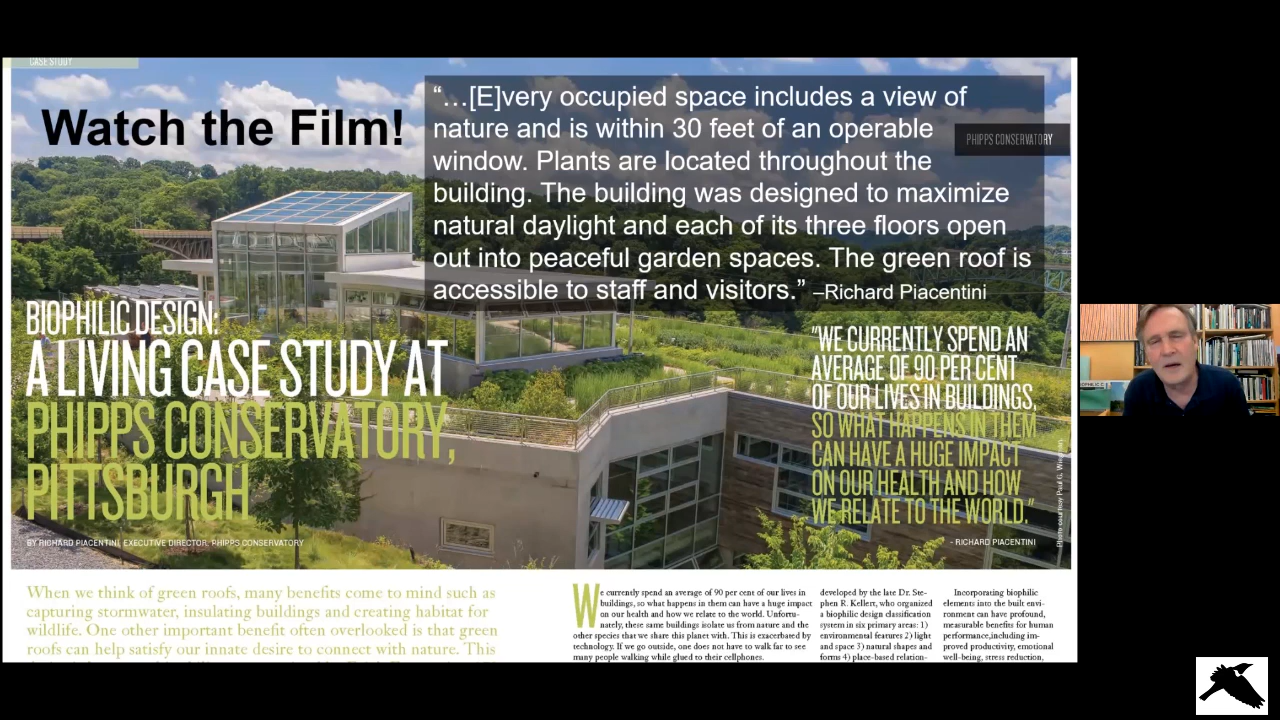 CASE STUDY
Watch the Film!
“…[E]very occupied space includes a view of
nature and is within 30 feet of an operable
window. Plants are located throughout the
building. The building was designed to maximize
natural daylight and each of its three floors open
out into peaceful garden spaces. The green roof is
accessible to staff and visitors.” –Richard Piacentini
PHIPPS CONSERVATORY
BIOPHILIC DESIGN:
A LIVING CASE STUDY AT
PHIPPS CONSERVATORY,
PITTSBURGH
BY RICHARD PIACENTINI, EXECUTIVE DIRECTOR, PHIPPS CONSERVATORY
"WE CURRENTLY SPEND AN
AVERAGE OF 90 PER CENT
OF OUR LIVES IN BUILDINGS,
SO WHAT HAPPENS IN THEM
CAN HAVE A HUGE IMPACT
ON OUR HEALTH AND HOW
WE RELATE TO THE WORLD."
- RICHARD PIACENTINI
Photo courtesy Paul G.
When we think of green roofs, many benefits come to mind such as
capturing stormwater, insulating buildings and creating habitat for
wildlife. One other important benefit often overlooked is that green
roofs can help satisfy our innate desire to connect with nature. This
We currently spend an average of 90 per cent of our lives in
buildings, so what happens in them can have a huge impact
on our health and how we relate to the world. Unfortu-
nately, these same buildings isolate us from nature and the
other species that we share this planet with. This is exacerbated by
technology. If we go outside, one does not have to walk far to see
many people walking while glued to their cellphones.
developed by the late Dr. Ste-
phen R. Kellert, who organized
a biophilic design classification
system in six primary areas: 1)
environmental features 2) light
and space 3) natural shapes and
forms 4) place-based relation-
Incorporating biophilic
elements into the built envi-
ronment can have profound,
measurable benefits for human
performance,including im-
proved productivity, emotional
well-being, stress reduction,